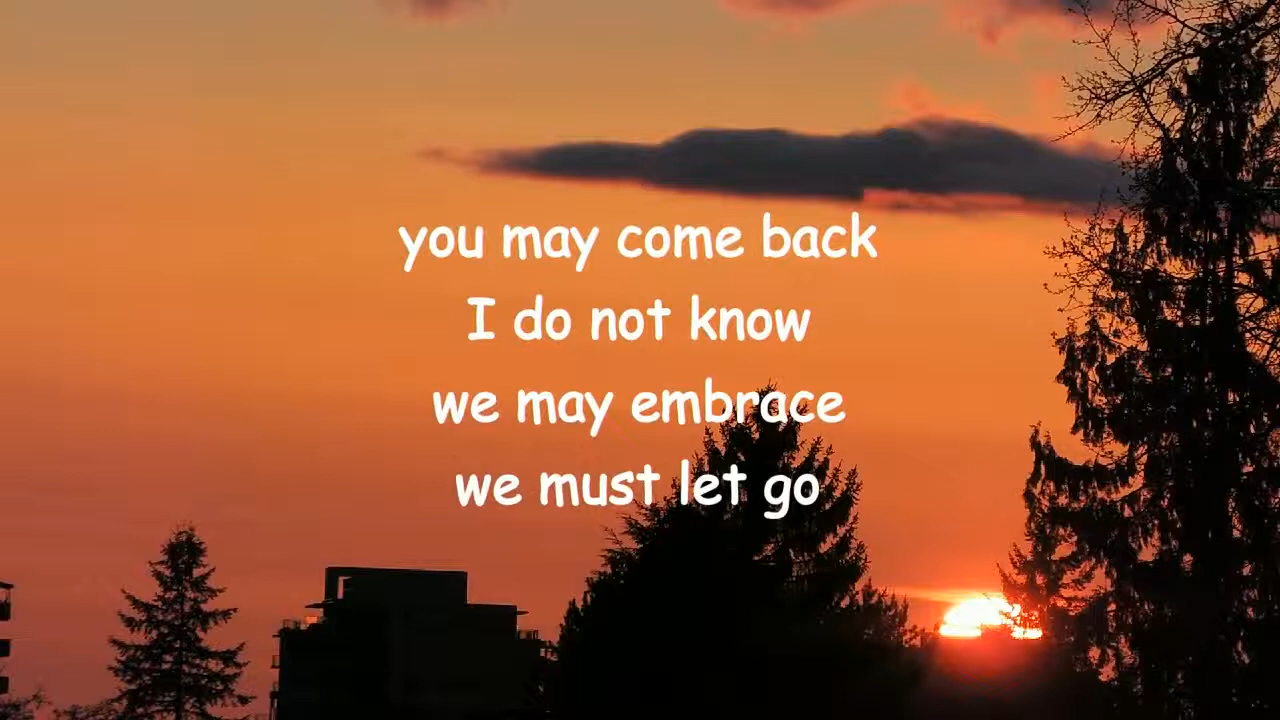 you may come back
I do not know
we may embrace
we must let go